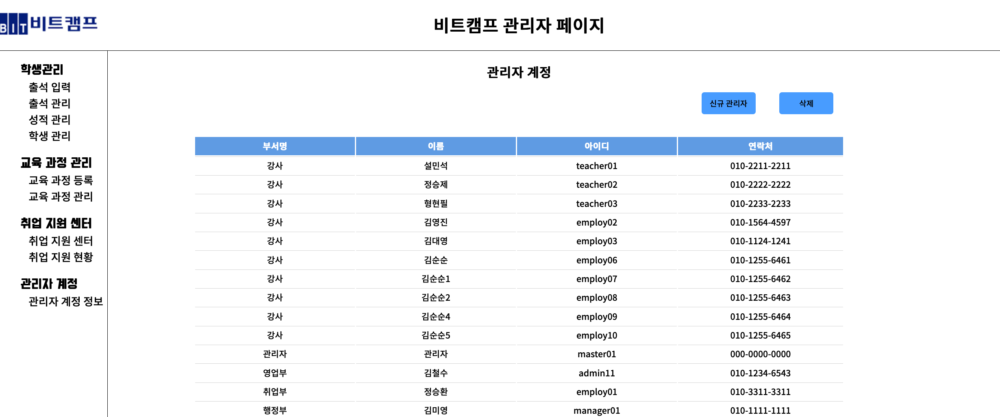 BIT 비트캠프
비트캠프 관리자 페이지
학생관리
출석 입력
출석 관리
성적 관리
학생 관리
교육 과정 관리
교육 과정 등록
교육 과정 관리
취업 지원 센터
취업 지원 센터
취업 지원 현황
관리자 계정
관리자 계정 정보
관리자 계정
신규 관리자 삭제
부서명 이름 아이디 연락처
강사 설민석 teacher01 010-2211-2211
강사 정승제 teacher02 010-2222-2222
강사 형현필 teacher03 010-2233-2233
강사 김영진 employ02 010-1564-4597
강사 김대영 employ03 010-1124-1241
강사 김순순 employ06 010-1255-6461
강사 김순순1 employ07 010-1255-6462
강사 김순순2 employ08 010-1255-6463
강사 김순순4 employ09 010-1255-6464
강사 김순순5 employ10 010-1255-6465
관리자 관리자 master01 000-0000-0000
영업부 김철수 admin11 010-1234-6543
취업부 정승환 employ01 010-3311-3311
행정부 김미영 manager01 010-1111-1111